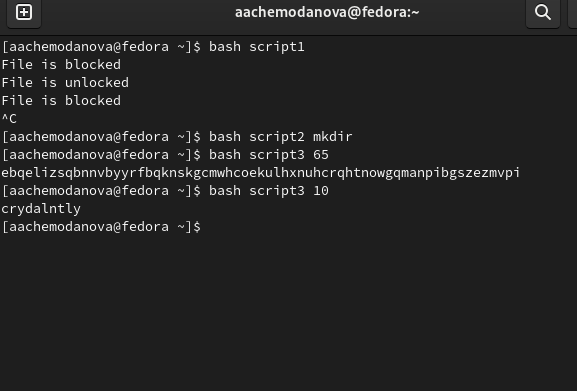 aachemodanova@fedora:~
[aachemodanova@fedora ~]$ bash script1
File is blocked
File is unlocked
File is blocked
^C
[aachemodanova@fedora ~]$ bash script2 mkdir
[aachemodanova@fedora ~]$ bash script3 65
ebqelizsqbnnvbyyrfbqknskgcmwhcoekulhxnuhcrqhtnowgqmanpibgszezmvpi
[aachemodanova@fedora ~]$ bash script3 10
crydalntly
[aachemodanova@fedora ~]$